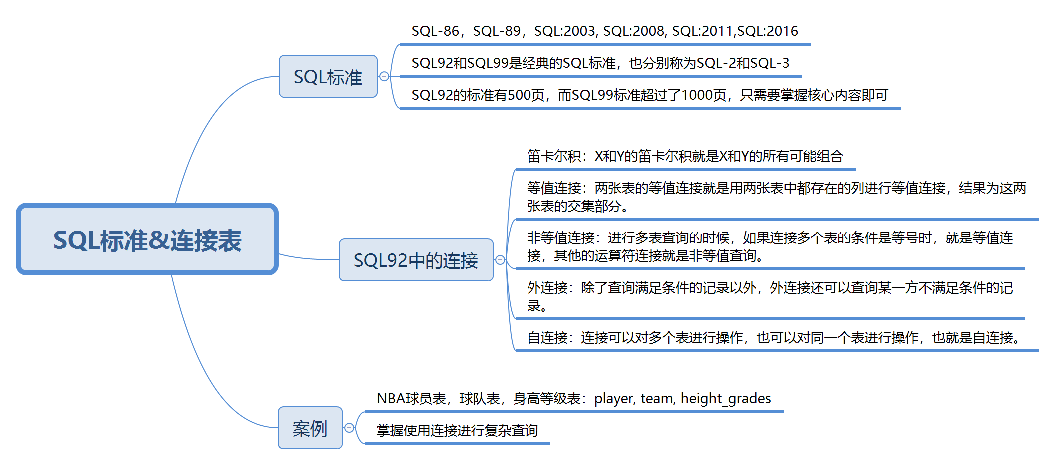 SQL-86，SQL-89，SQL:2003, SQL:2008, SQL:2011,SQL:2016
SQL标准
SQL92和SQL99是经典的SQL标准，也分别称为SQL-2和SQL-3
SQL92的标准有500页，而SQL99标准超过了1000页，只需要掌握核心内容即可
SQL标准&连接表
笛卡尔积：X和Y的笛卡尔积就是X和Y的所有可能组合
等值连接：两张表的等值连接就是用两张表中都存在的列进行等值连接，结果为这两
张表的交集部分。
非等值连接：进行多表查询的时候，如果连接多个表的条件是等号时，就是等值连
接，其他的运算符连接就是非等值查询。
SQL92中的连接
外连接：除了查询满足条件的记录以外，外连接还可以查询某一方不满足条件的记
录。
自连接：连接可以对多个表进行操作，也可以对同一个表进行操作，也就是自连接。
NBA球员表，球队表，身高等级表：player, team, height_grades
案例
掌握使用连接进行复杂查询